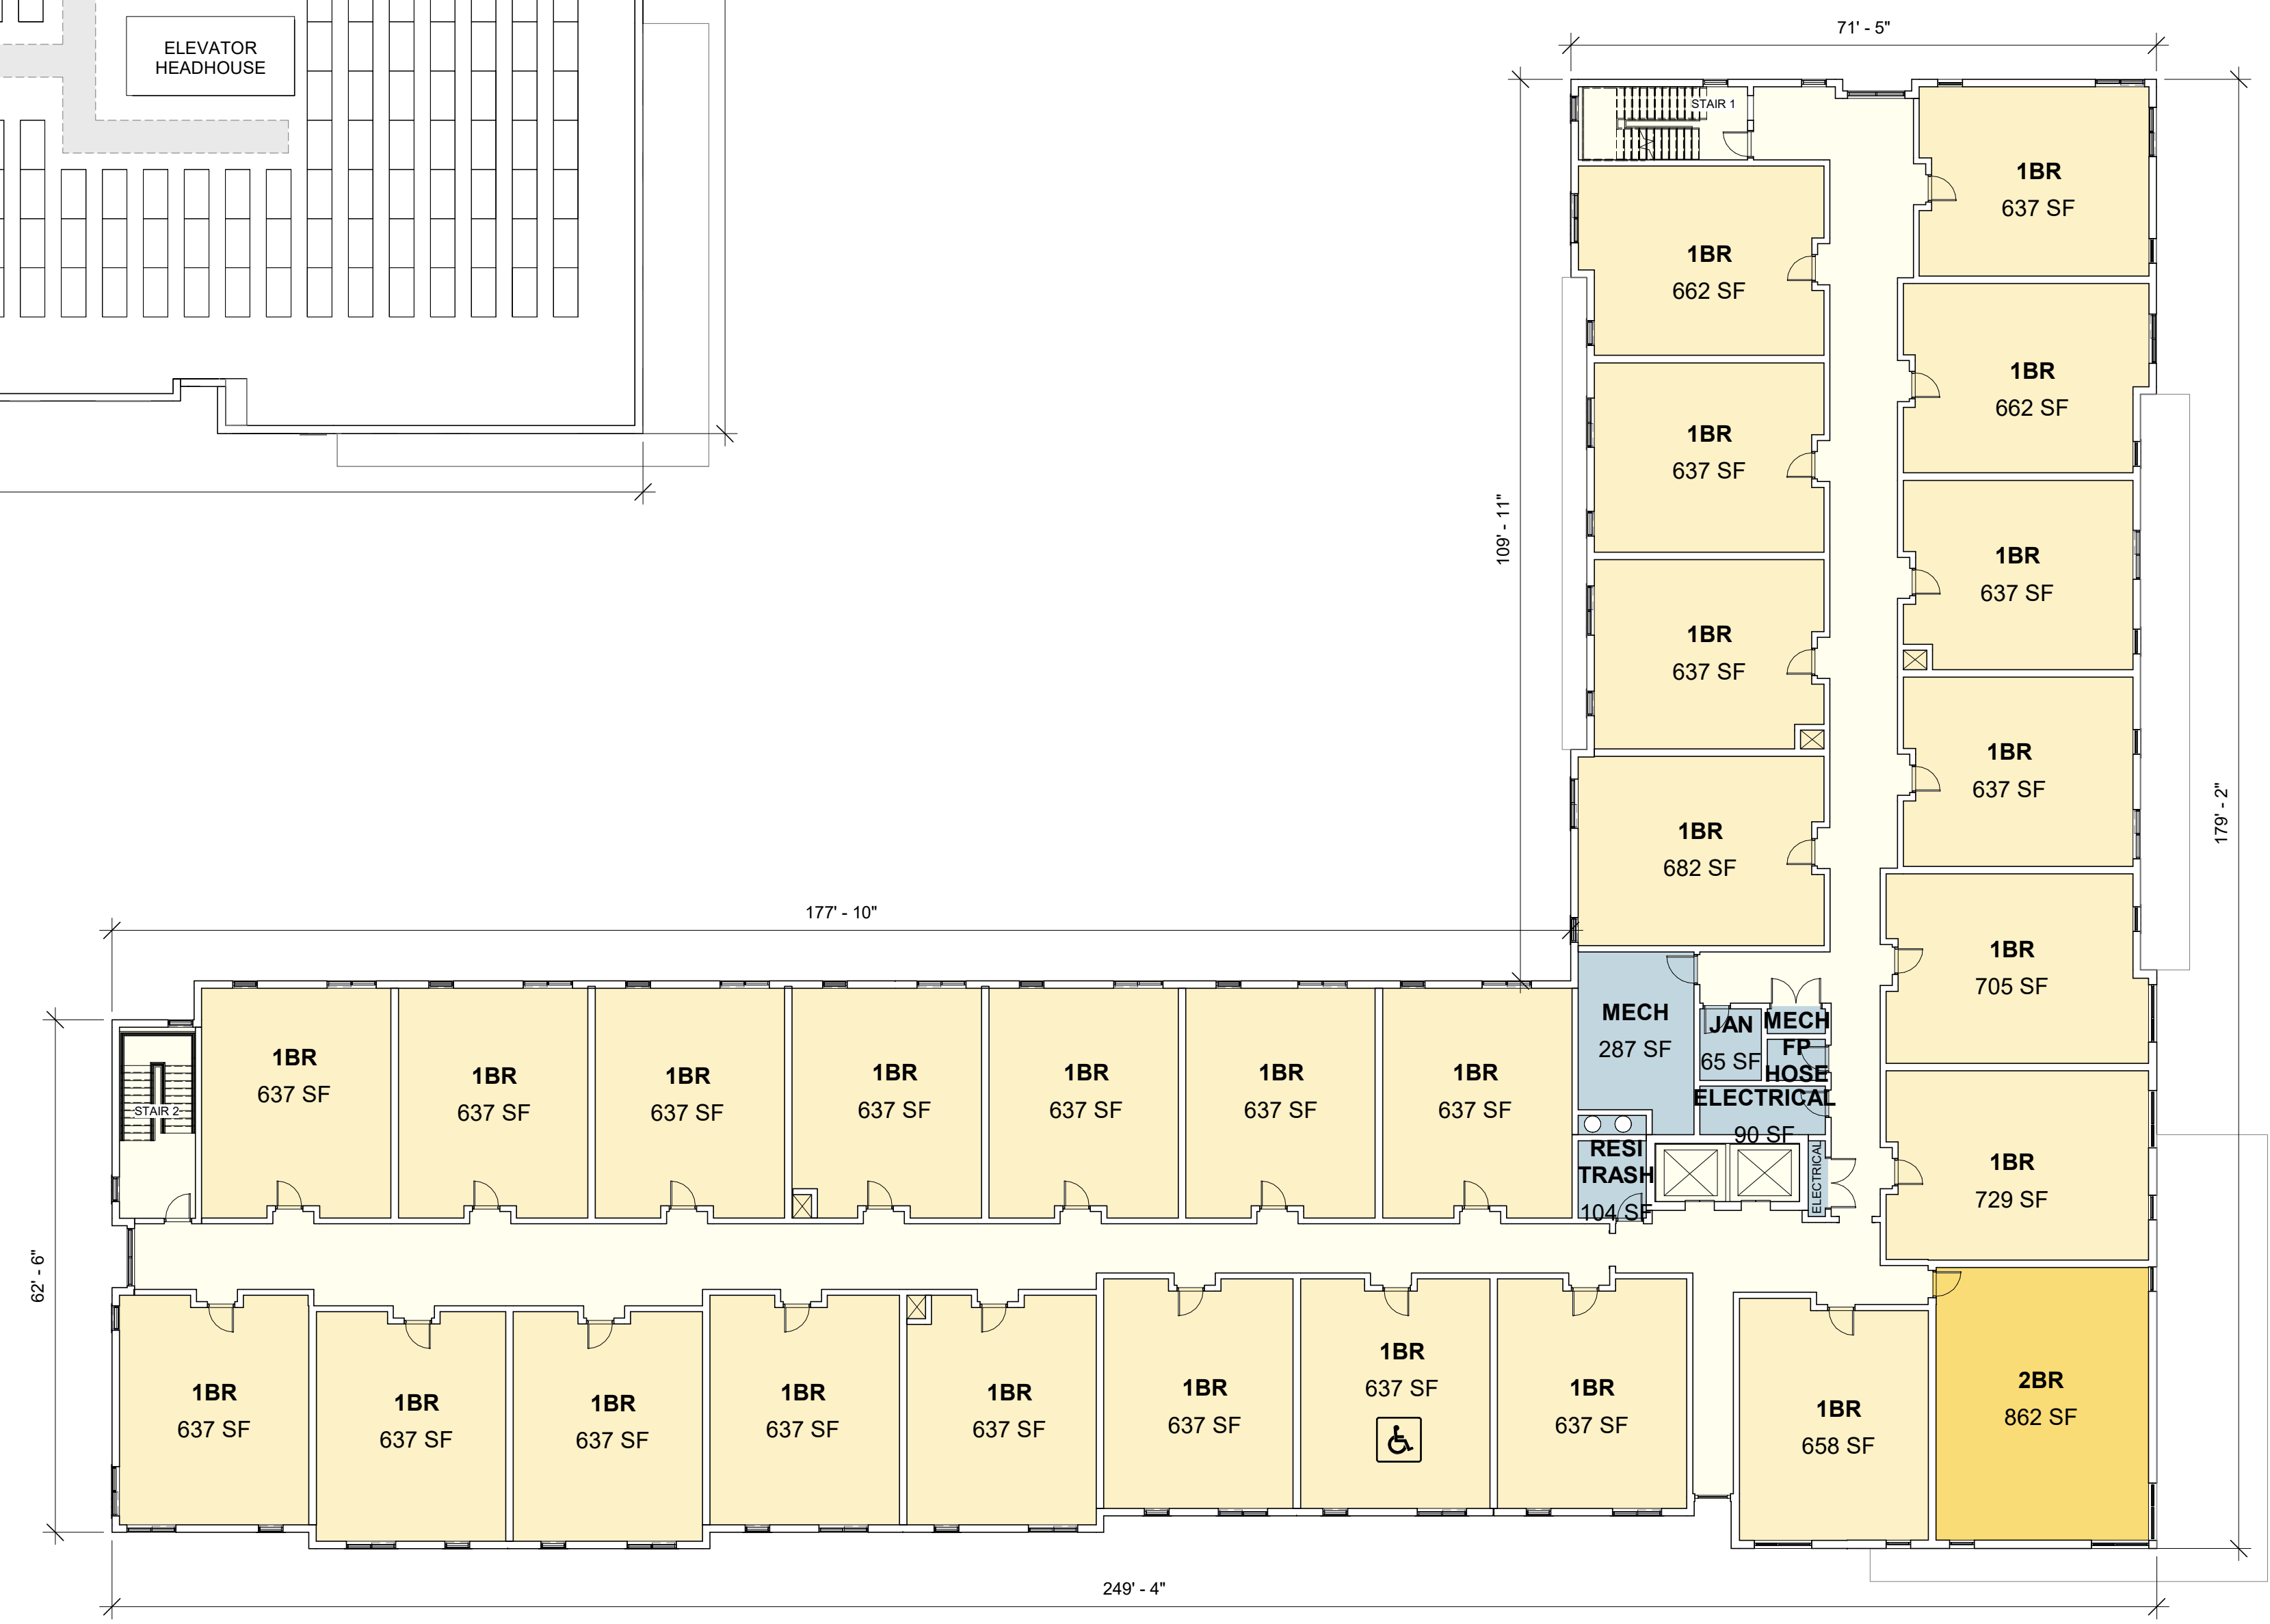 ELEVATOR
HEADHOUSE
71' - 5"
STAIR 1
1BR
637 SF
1BR
662 SF
1BR
662 SF
1BR
637 SF
109' - 11"
1BR
637 SF
1BR
637 SF
1BR
637 SF
179' - 2"
1BR
682 SF
177' - 10"
1BR
705 SF
MECH
287 SF
JAN
65 SF
MECH
FP
HOSE
ELECTRICAL
90 SF
RESI
TRASH
104 SF
ELECTRICAL
1BR
729 SF
STAIR 2
1BR
637 SF
1BR
637 SF
1BR
637 SF
1BR
637 SF
1BR
637 SF
1BR
637 SF
1BR
637 SF
62' - 6"
1BR
637 SF
1BR
637 SF
1BR
637 SF
1BR
637 SF
1BR
637 SF
1BR
637 SF
1BR
637 SF
1BR
637 SF
1BR
658 SF
2BR
862 SF
249' - 4"